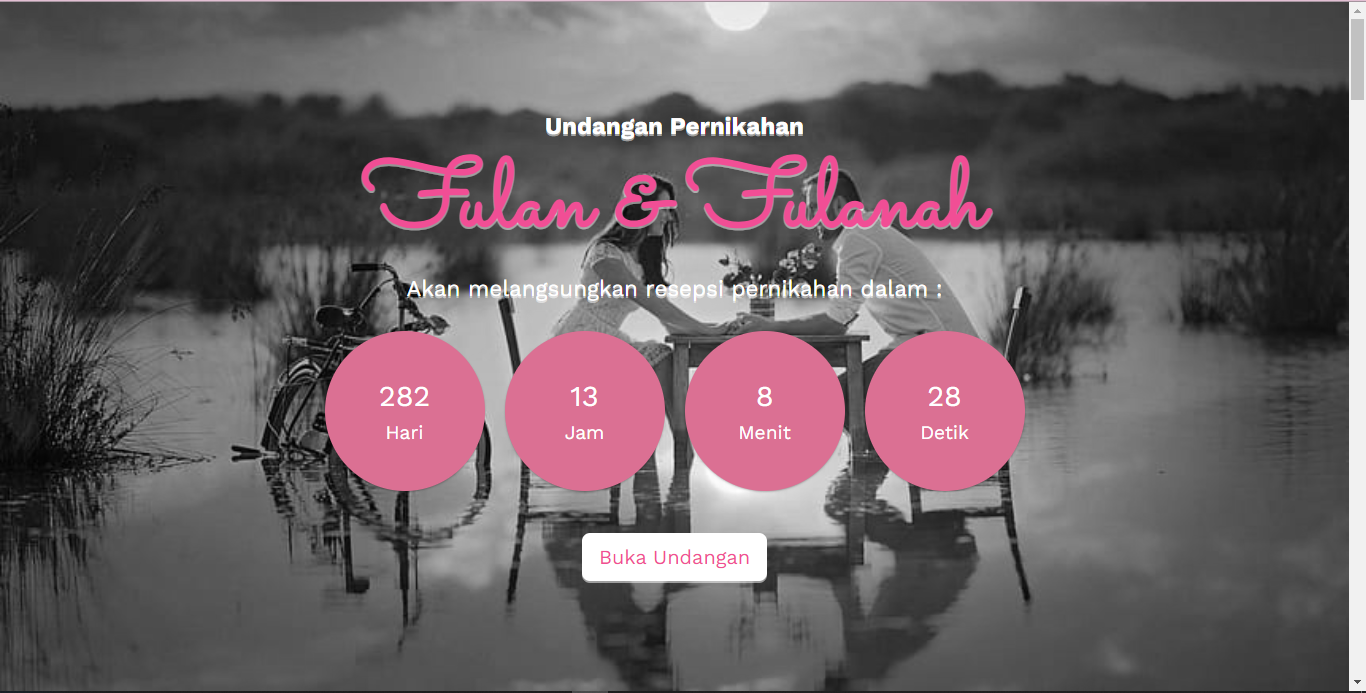 Undangan Pernikahan
Fulan & Fulanah
Akan melangsungkan resepsi pernikahan dalam :
282 13 8 28
Hari Jam Menit Detik
Buka Undangan